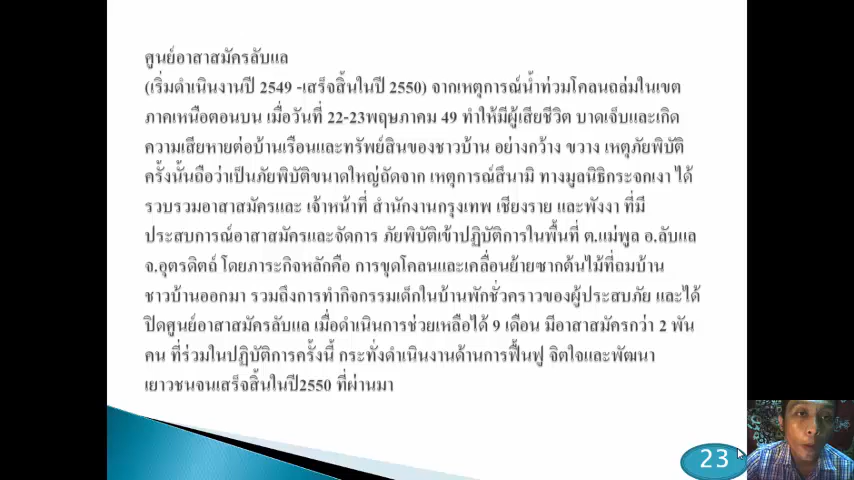 ศูนย์อาสาสมัครลับแล
(เริ่มดำเนินงานปี 2549 -เสร็จสิ้นในปี 2550) จากเหตุการณ์น้ำท่วมโคลนถล่มในเขต
ภาคเหนือตอนบน เมื่อวันที่ 22-23พฤษภาคม 49 ทำให้มีผู้เสียชีวิต บาดเจ็บและเกิด
ความเสียหายต่อบ้านเรือนและทรัพย์สินของชาวบ้าน อย่างกว้าง ขวาง เหตุภัยพิบัติ
ครั้งนั้นถือว่าเป็นภัยพิบัติขนาดใหญ่ถัดจาก เหตุการณ์สึนามิ ทางมูลนิธิกระจกเงา ได้
รวบรวมอาสาสมัครและ เจ้าหน้าที่ สำนักงานกรุงเทพ เชียงราย และพังงา ที่มี
ประสบการณ์อาสาสมัครและจัดการ ภัยพิบัติเข้าปฏิบัติการในพื้นที่ ต.แม่พูล อ.ลับแล
จ.อุตรดิตถ์ โดยภาระกิจหลักคือ การขุดโคลนและเคลื่อนย้ายซากต้นไม้ที่ถมบ้าน
ชาวบ้านออกมา รวมถึงการทำกิจกรรมเด็กในบ้านพักชั่วคราวของผู้ประสบภัย และได้
ปิดศูนย์อาสาสมัครลับแล เมื่อดำเนินการช่วยเหลือได้ 9 เดือน มีอาสาสมัครกว่า 2 พัน
คน ที่ร่วมในปฏิบัติการครั้งนี้ กระทั่งดำเนินงานด้านการฟื้นฟู จิตใจและพัฒนา
เยาวชนจนเสร็จสิ้นในปี2550 ที่ผ่านมา
23